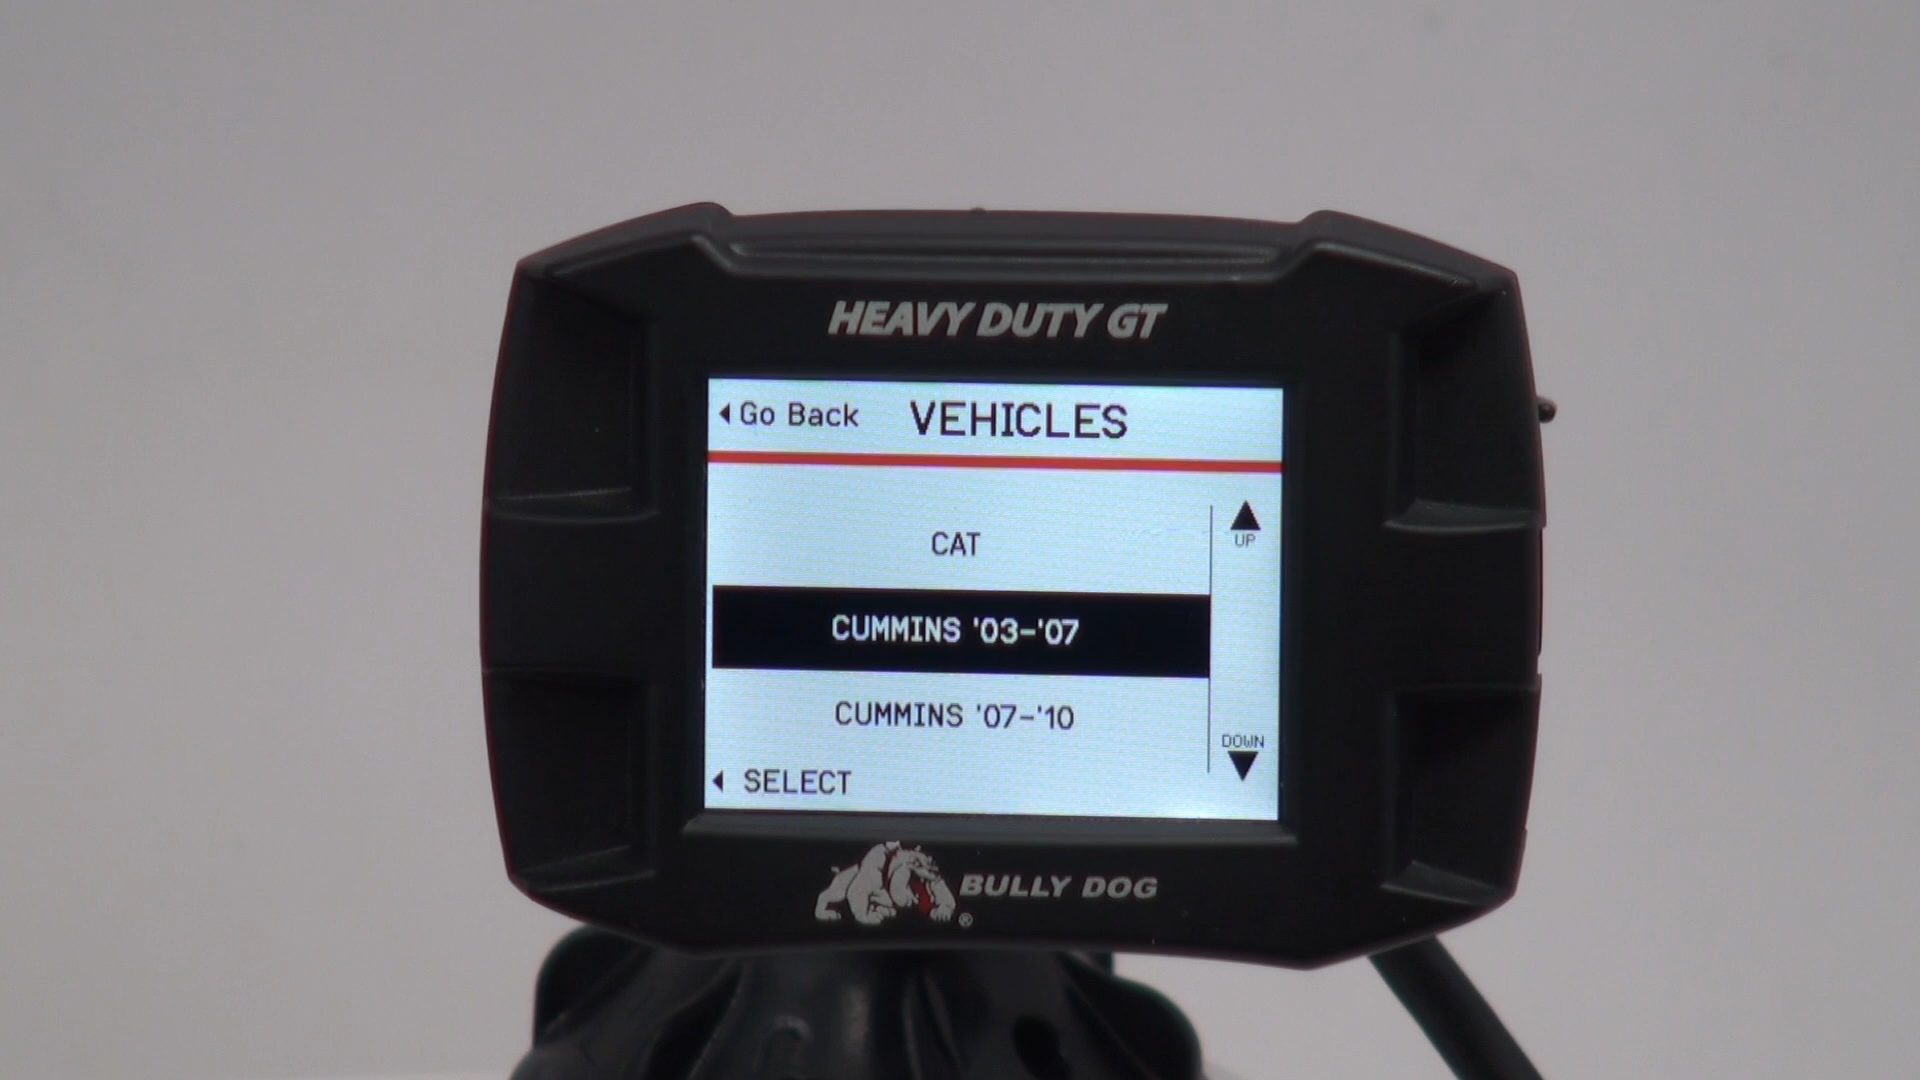 HEAVY DUTY GT
Go Back VEHICLES
CAT
UP
CUMMINS '03-'07
CUMMINS '07-'10
DOWN
SELECT
BULLY DOG
®